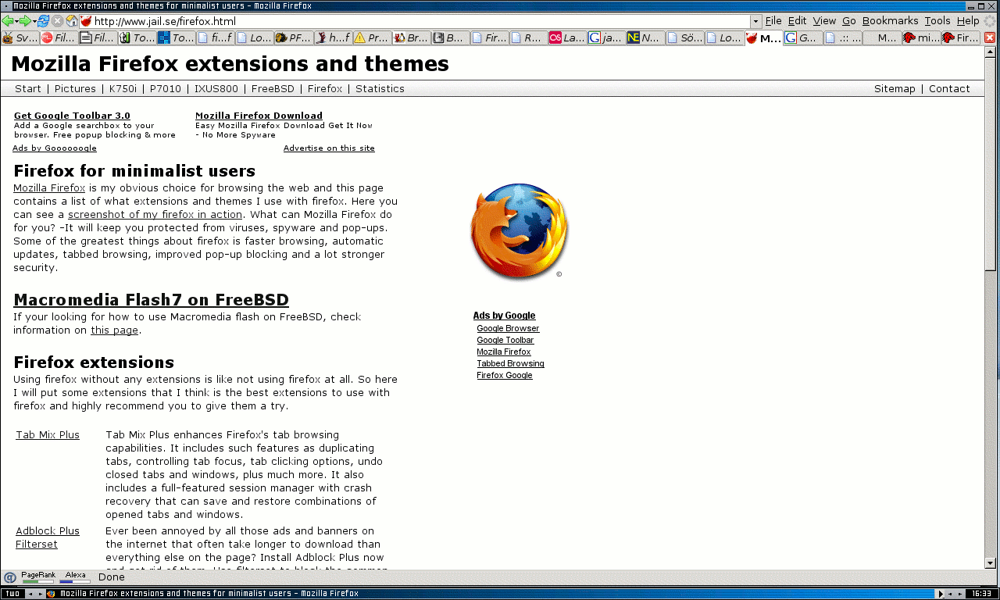 Mozilla Firefox extensions and themes for minimalist users - Mozilla Firefox
http://www.jail.se/firefox.html File Edit View Go Bookmarks Tools Help
Sv... Fil... Film... To... To... fi...f Lo... PF... h...f Pr... Br... B... Fir... R... La... ja... N... Sö... Lo... M... G... .:: ... M... mi... Fir...
Mozilla Firefox extensions and themes
Start | Pictures | K750i | P7010 | IXUS800 | FreeBSD | Firefox | Statistics Sitemap | Contact
Get Google Toolbar 3.0
Add a Google searchbox to your
browser. Free popup blocking & more
Mozilla Firefox Download
Easy Mozilla Firefox Download Get It Now
- No More Spyware
Ads by Goooooogle Advertise on this site
Firefox for minimalist users
Mozilla Firefox is my obvious choice for browsing the web and this page
contains a list of what extensions and themes I use with firefox. Here you
can see a screenshot of my firefox in action. What can Mozilla Firefox do
for you? -It will keep you protected from viruses, spyware and pop-ups.
Some of the greatest things about firefox is faster browsing, automatic
updates, tabbed browsing, improved pop-up blocking and a lot stronger
security.
©
Macromedia Flash7 on FreeBSD
If your looking for how to use Macromedia flash on FreeBSD, check
information on this page.
Ads by Google
Google Browser
Google Toolbar
Mozilla Firefox
Tabbed Browsing
Firefox Google
Firefox extensions
Using firefox without any extensions is like not using firefox at all. So here
I will put some extensions that I think is the best extensions to use with
firefox and highly recommend you to give them a try.
Tab Mix Plus
Tab Mix Plus enhances Firefox's tab browsing
capabilities. It includes such features as duplicating
tabs, controlling tab focus, tab clicking options, undo
closed tabs and windows, plus much more. It also
includes a full-featured session manager with crash
recovery that can save and restore combinations of
opened tabs and windows.
Adblock Plus
Filterset
Ever been annoyed by all those ads and banners on
the internet that often take longer to download than
everything else on the page? Install Adblock Plus now
PageRank Alexa Done
two Mozilla Firefox extensions and themes for minimalist users - Mozilla Firefox 16:33